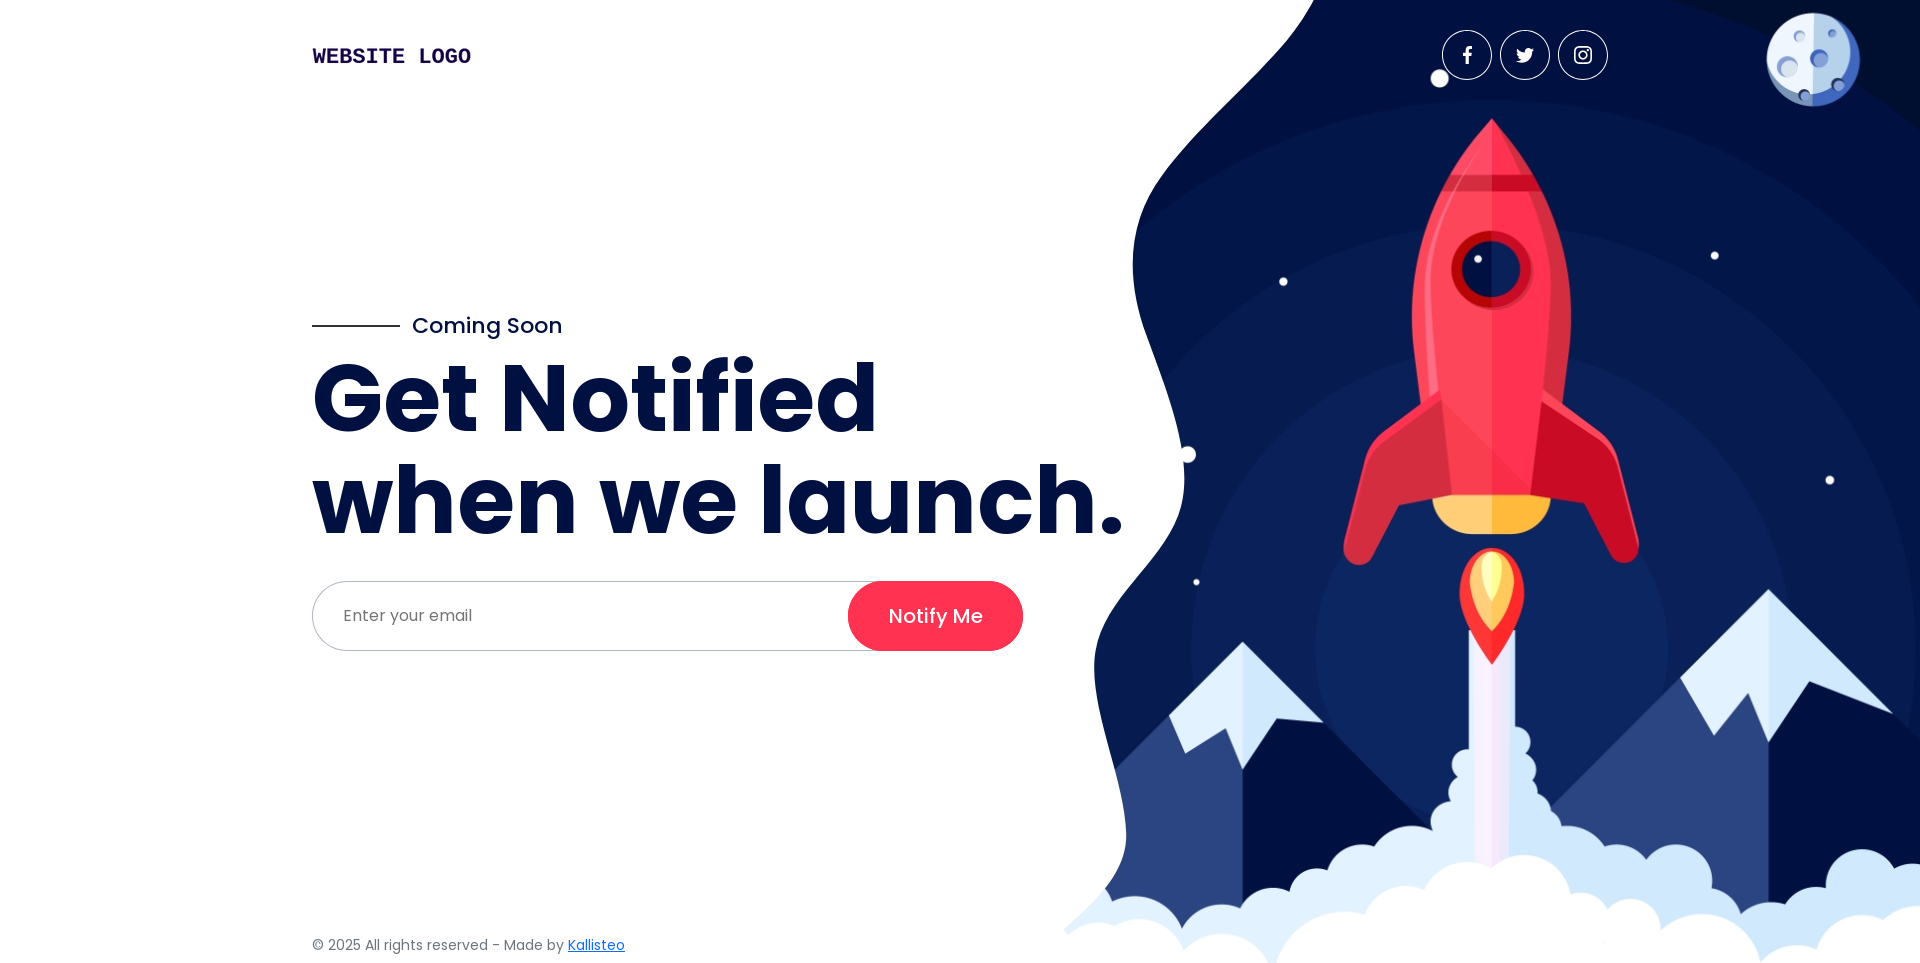 WEBSITE LOGO
Coming Soon
Get Notified
when we launch.
Enter your email
Notify Me
© 2025 All rights reserved - Made by Kallisteo